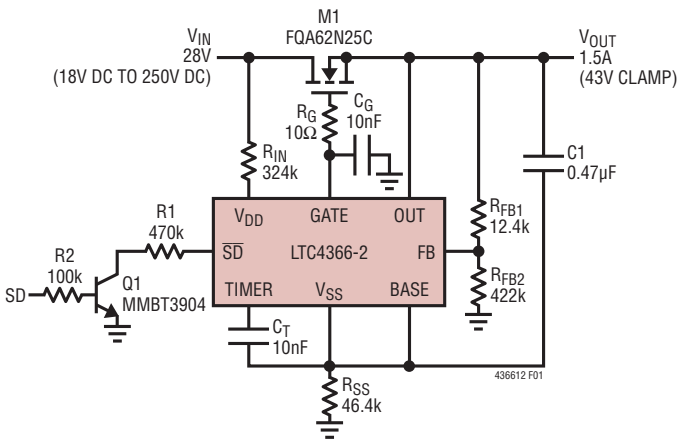 M1
FQA62N25C
VIN
28V
(18V DC TO 250V DC)
VOUT
1.5A
(43V CLAMP)
RG
10Ω
CG
10nF
RIN
324k
C1
0.47µF
RFB1
12.4k
VDD
GATE
OUT
R1
470k
SD
LTC4366-2
FB
R2
100k
SD
Q1
MMBT3904
RFB2
422k
TIMER
VSS
BASE
CT
10nF
436612 F01
RSS
46.4k